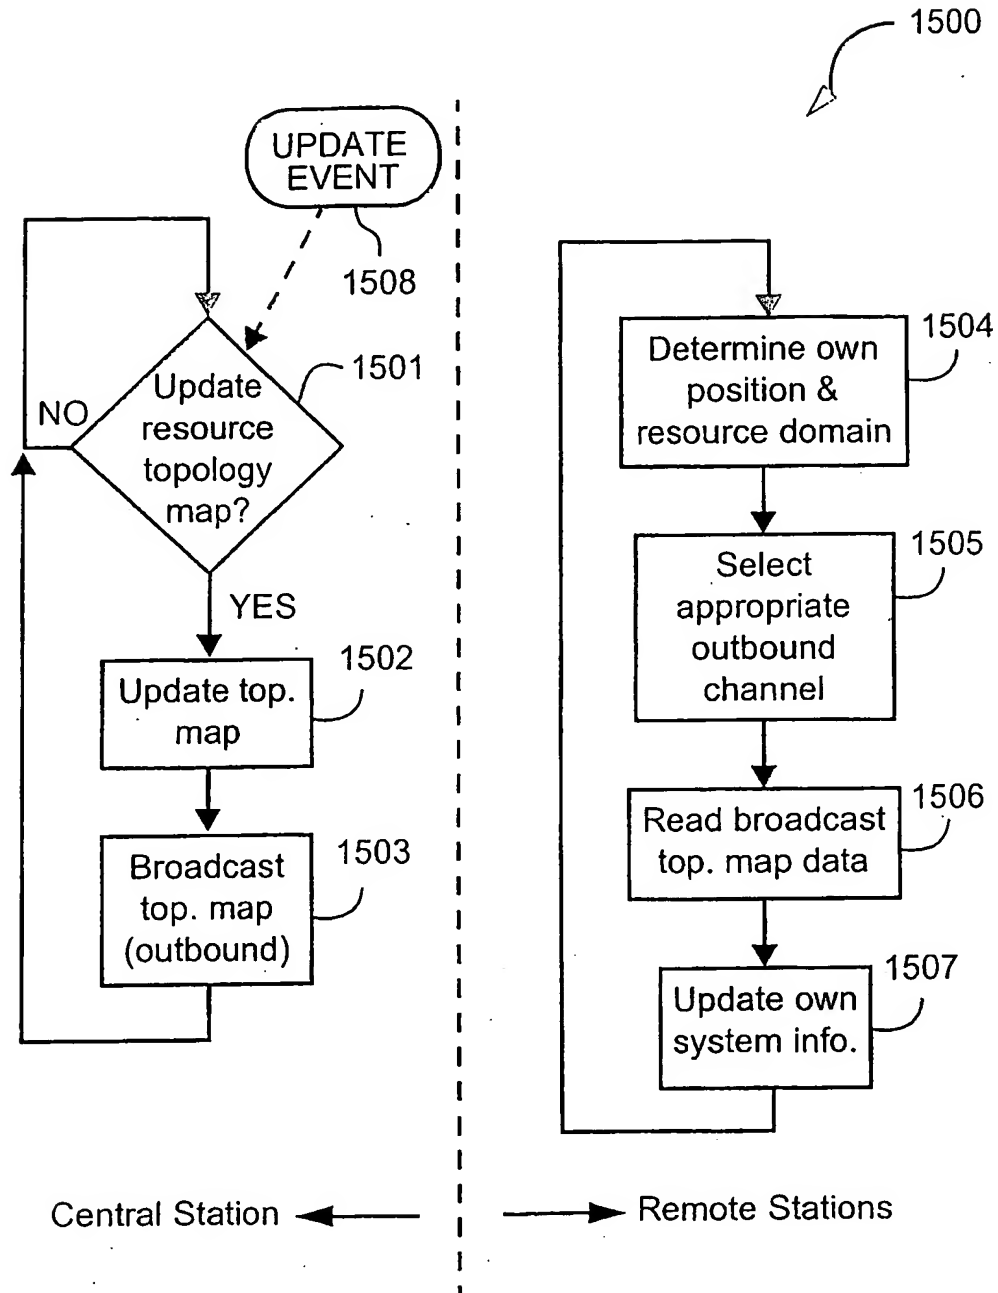 1500
UPDATE
EVENT
1508
1501
Update
resource
topology
map?
NO
YES
1502
Update top.
map
1503
Broadcast
top. map
(outbound)
1504
Determine own
position &
resource domain
1505
Select
appropriate
outbound
channel
1506
Read broadcast
top. map data
1507
Update own
system info.
Central Station
Remote Stations